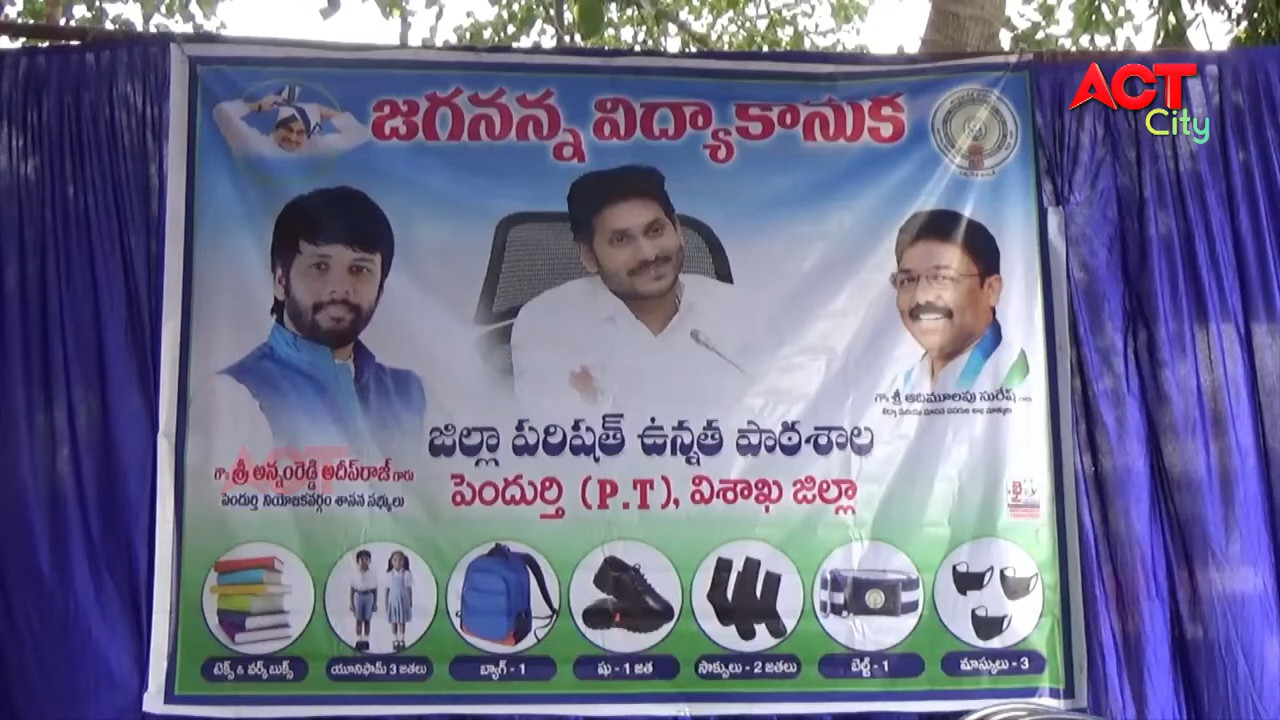 ACT
City
జగనన్న విద్యాకానుక
గౌ శ్రీ ఆదిమూలపు సురేష్ గారు
జిల్లా పరిషత్ ఉన్నత పాఠశాల
పెందుర్తి (P.T), విశాఖ జిల్లా
గౌ శ్రీ అన్నంరెడ్డి అదీప్‌రాజ్ గారు
పెందుర్తి నియోజకవర్గం శాసన సభ్యులు
టెక్స్ట్ & వర్క్ బుక్స్
యూనిఫామ్ 3 జతలు
బ్యాగ్ - 1
షు - 1 జత
సాక్సులు - 2 జతలు
బెల్ట్ - 1
మాస్కులు - 3